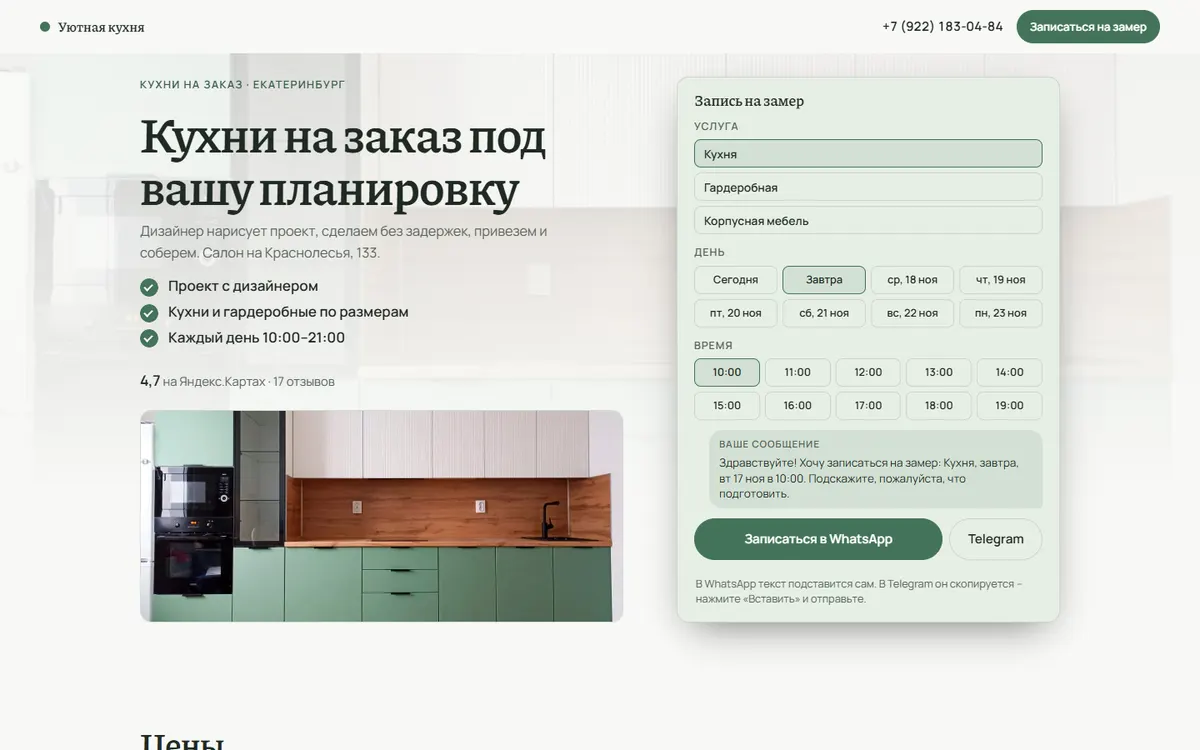 Уютная кухня
+7 (922) 183-04-84
Записаться на замер
КУХНИ НА ЗАКАЗ · ЕКАТЕРИНБУРГ
Кухни на заказ под
вашу планировку
Дизайнер нарисует проект, сделаем без задержек, привезем и
соберем. Салон на Краснолесья, 133.
Проект с дизайнером
Кухни и гардеробные по размерам
Каждый день 10:00–21:00
4,7 на Яндекс.Картах · 17 отзывов
Запись на замер
УСЛУГА
Кухня
Гардеробная
Корпусная мебель
ДЕНЬ
Сегодня Завтра ср, 18 ноя чт, 19 ноя
пт, 20 ноя сб, 21 ноя вс, 22 ноя пн, 23 ноя
ВРЕМЯ
10:00 11:00 12:00 13:00 14:00
15:00 16:00 17:00 18:00 19:00
ВАШЕ СООБЩЕНИЕ
Здравствуйте! Хочу записаться на замер: Кухня, завтра,
вт 17 ноя в 10:00. Подскажите, пожалуйста, что
подготовить.
Записаться в WhatsApp
Telegram
В WhatsApp текст подставится сам. В Telegram он скопируется –
нажмите «Вставить» и отправьте.
Цены